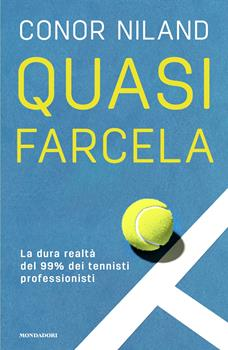 CONOR NILAND
QUASI
FARCELA
La dura realtà
del 99% dei tennisti
professionisti
MONDADORI